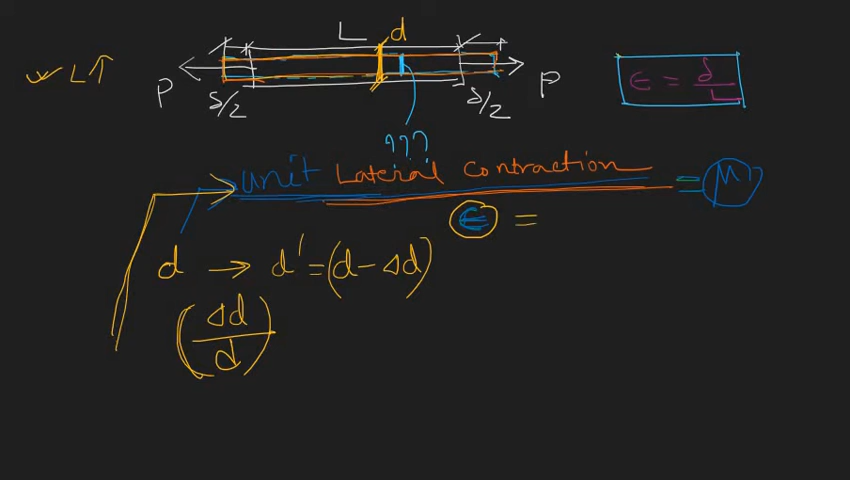 L d
L↑ P δ/2 δ/2 P ε = δ/L
???
unit Lateral contraction = μ
ε =
d → d' = (d - Δd)
(Δd/d)